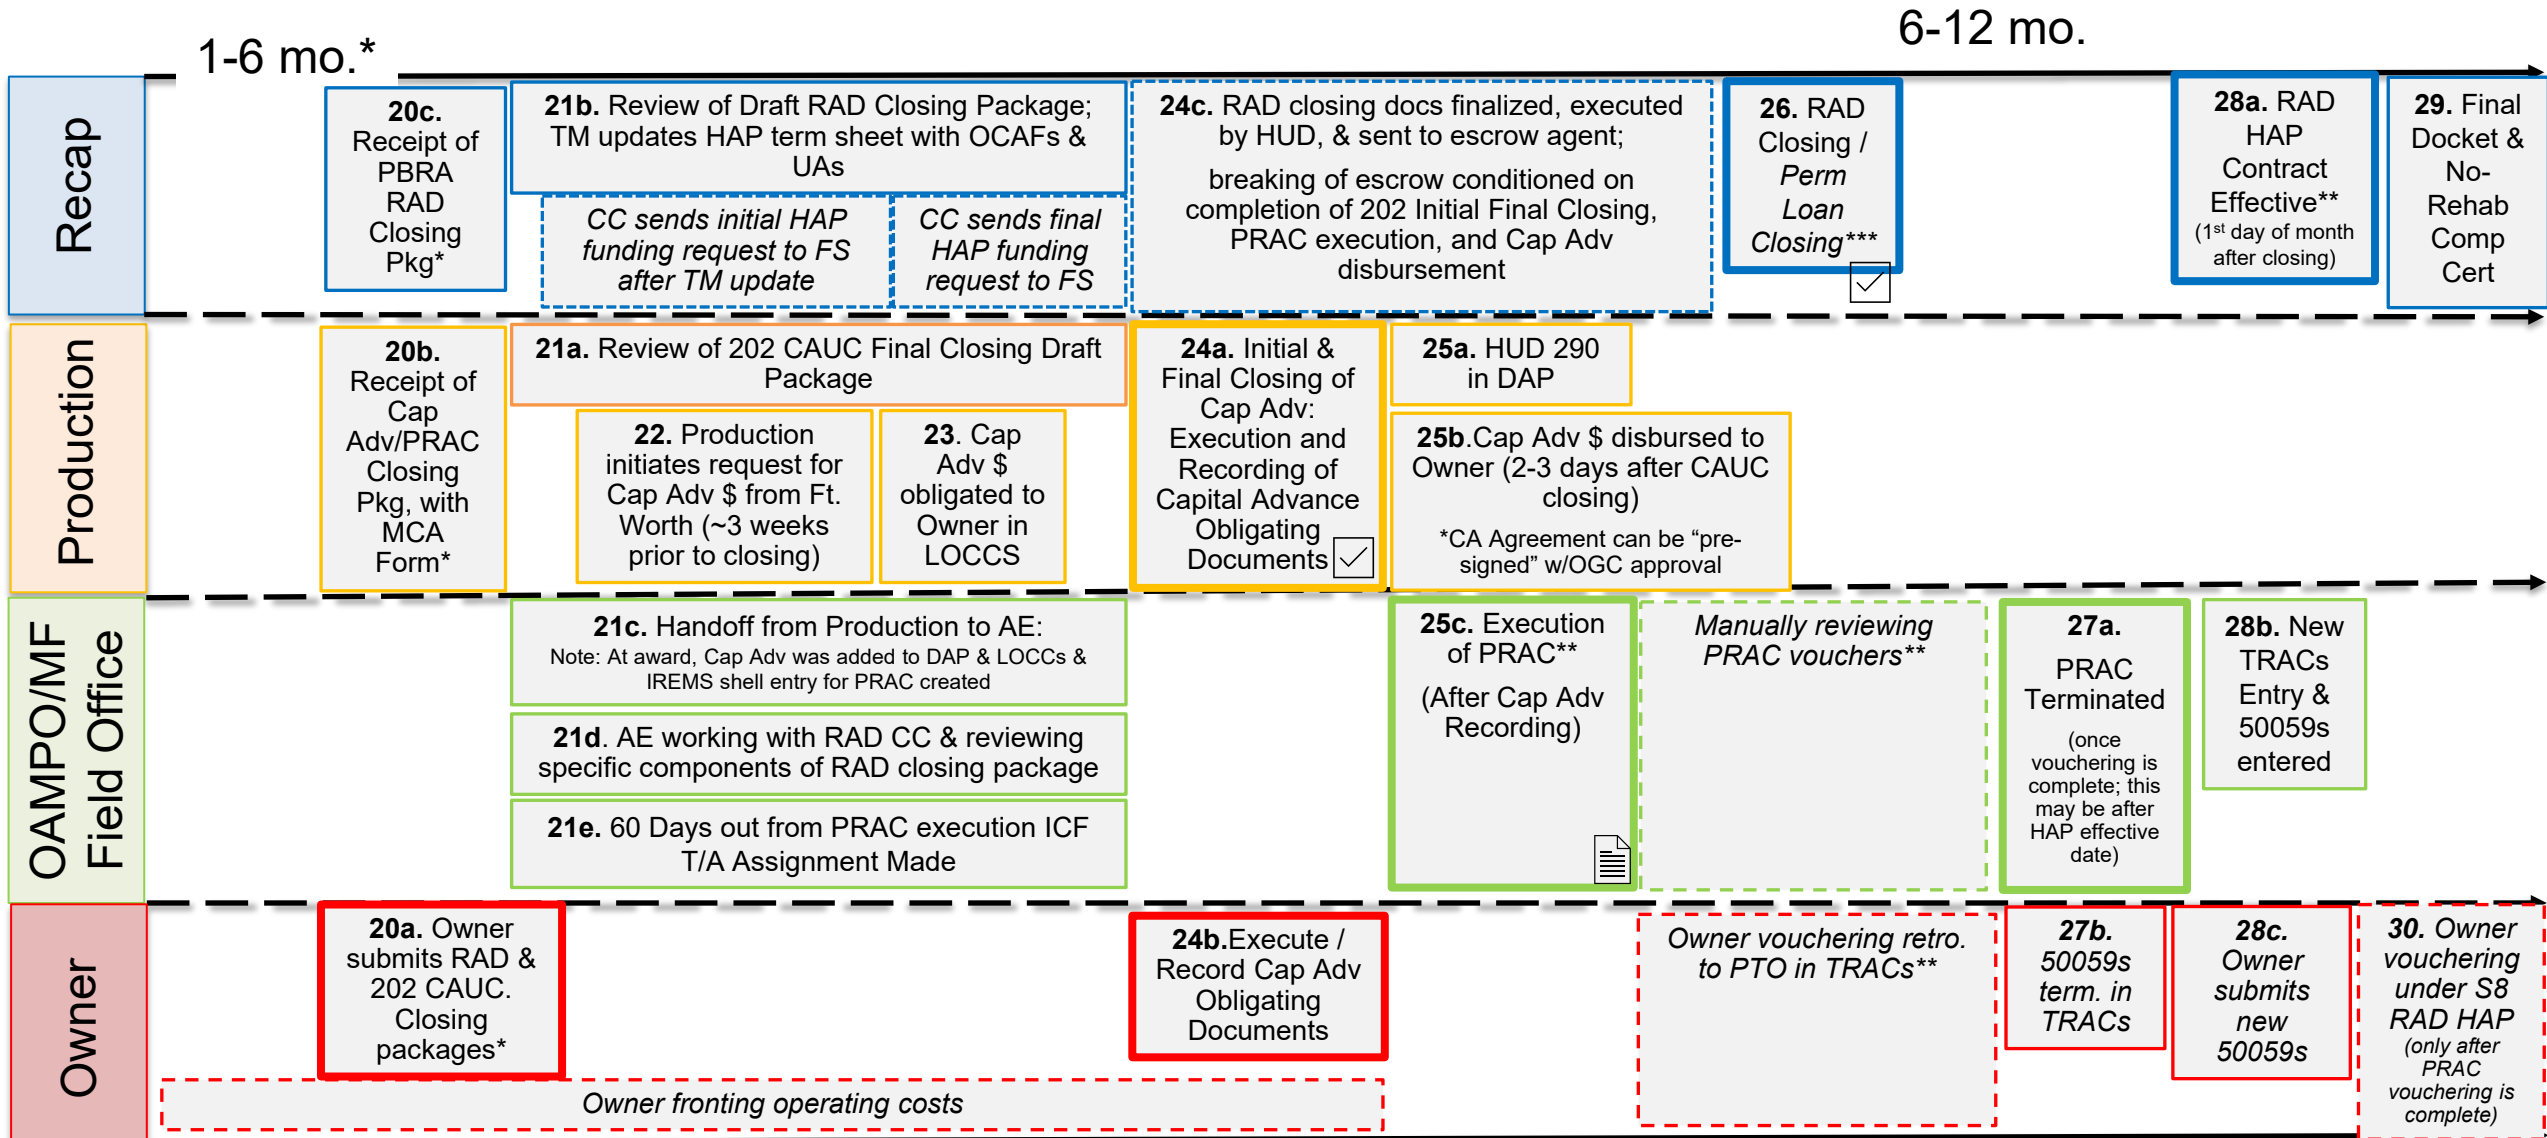 1-6 mo.*
6-12 mo.
Recap
20c.
Receipt of
PBRA
RAD
Closing
Pkg*
21b. Review of Draft RAD Closing Package;
TM updates HAP term sheet with OCAFs &
UAs
CC sends initial HAP
funding request to FS
after TM update
CC sends final
HAP funding
request to FS
24c. RAD closing docs finalized, executed
by HUD, & sent to escrow agent;
breaking of escrow conditioned on
completion of 202 Initial Final Closing,
PRAC execution, and Cap Adv
disbursement
26. RAD
Closing /
Perm
Loan
Closing***
28a. RAD
HAP
Contract
Effective**
(1st day of month
after closing)
29. Final
Docket &
No-
Rehab
Comp
Cert
Production
20b.
Receipt of
Cap
Adv/PRAC
Closing
Pkg, with
MCA
Form*
21a. Review of 202 CAUC Final Closing Draft
Package
22. Production
initiates request for
Cap Adv $ from Ft.
Worth (~3 weeks
prior to closing)
23. Cap
Adv $
obligated to
Owner in
LOCCS
24a. Initial &
Final Closing of
Cap Adv:
Execution and
Recording of
Capital Advance
Obligating
Documents
25a. HUD 290
in DAP
25b.Cap Adv $ disbursed to
Owner (2-3 days after CAUC
closing)
*CA Agreement can be “pre-
signed” w/OGC approval
OAMPO/MF
Field Office
21c. Handoff from Production to AE:
Note: At award, Cap Adv was added to DAP & LOCCs &
IREMS shell entry for PRAC created
21d. AE working with RAD CC & reviewing
specific components of RAD closing package
21e. 60 Days out from PRAC execution ICF
T/A Assignment Made
25c. Execution
of PRAC**
(After Cap Adv
Recording)
Manually reviewing
PRAC vouchers**
27a.
PRAC
Terminated
(once
vouchering is
complete; this
may be after
HAP effective
date)
28b. New
TRACs
Entry &
50059s
entered
Owner
20a. Owner
submits RAD &
202 CAUC.
Closing
packages*
24b.Execute /
Record Cap Adv
Obligating
Documents
Owner vouchering retro.
to PTO in TRACs**
27b.
50059s
term. in
TRACs
28c.
Owner
submits
new
50059s
30. Owner
vouchering
under S8
RAD HAP
(only after
PRAC
vouchering is
complete)
Owner fronting operating costs